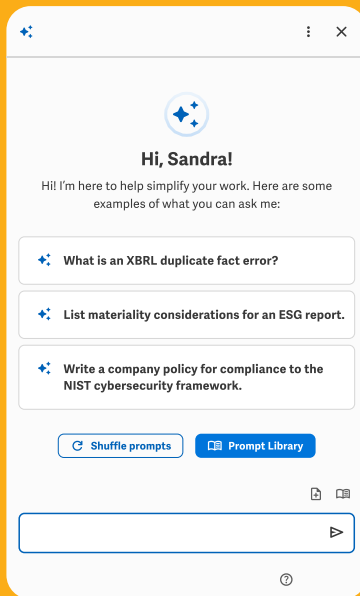 Hi, Sandra!
Hi! I'm here to help simplify your work. Here are some
examples of what you can ask me:
What is an XBRL duplicate fact error?
List materiality considerations for an ESG report.
Write a company policy for compliance to the
NIST cybersecurity framework.
Shuffle prompts
Prompt Library